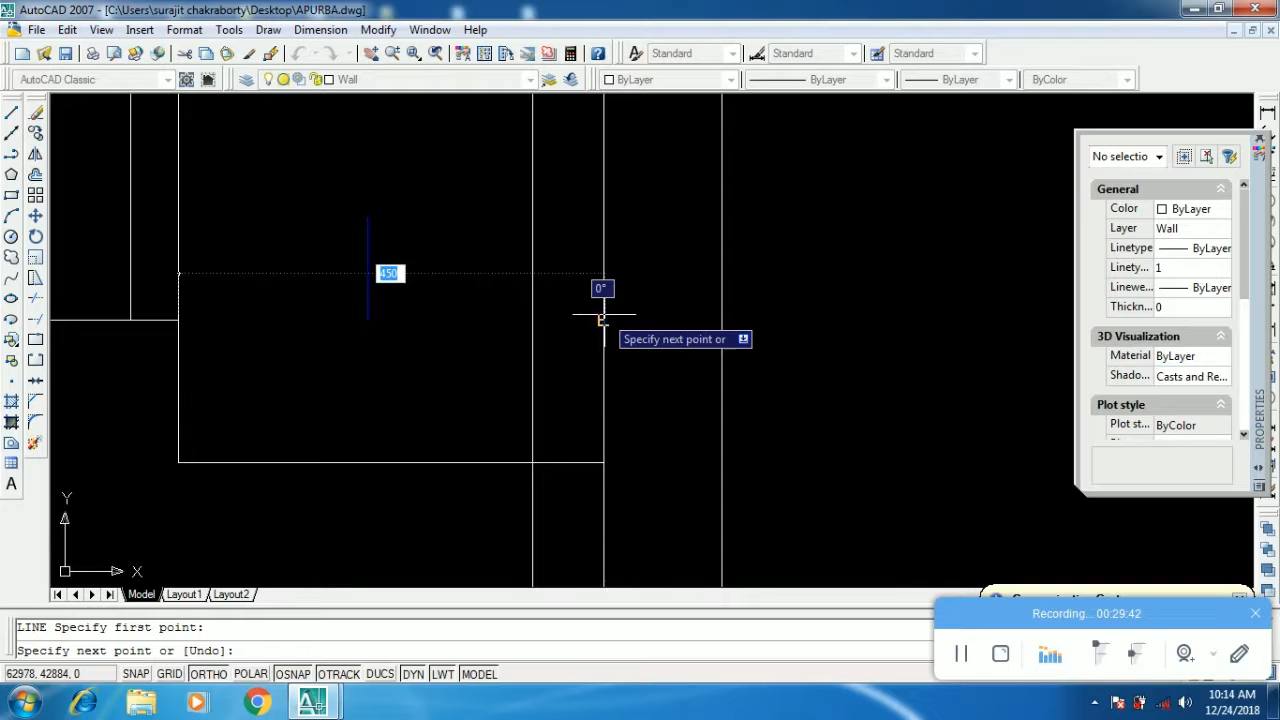 AutoCAD 2007 - [C:\Users\surajit chakraborty\Desktop\APURBA.dwg]
File Edit View Insert Format Tools Draw Dimension Modify Window Help
Standard Standard Standard
AutoCAD Classic Wall ByLayer ByLayer ByLayer ByColor
No selectio
General
Color ByLayer
Layer Wall
Linetype ByLayer
Linety... 1
Linewe... ByLayer
Thickn... 0
3D Visualization
Material ByLayer
Shado... Casts and Re...
Plot style
Plot st... ByColor
PROPERTIES
450
0°
Specify next point or
Y
X
A
Model Layout1 Layout2
LINE Specify first point:
Specify next point or [Undo]:
Recording... 00:29:42
62978, 42884, 0 SNAP GRID ORTHO POLAR OSNAP OTRACK DUCS DYN LWT MODEL
10:14 AM
12/24/2018